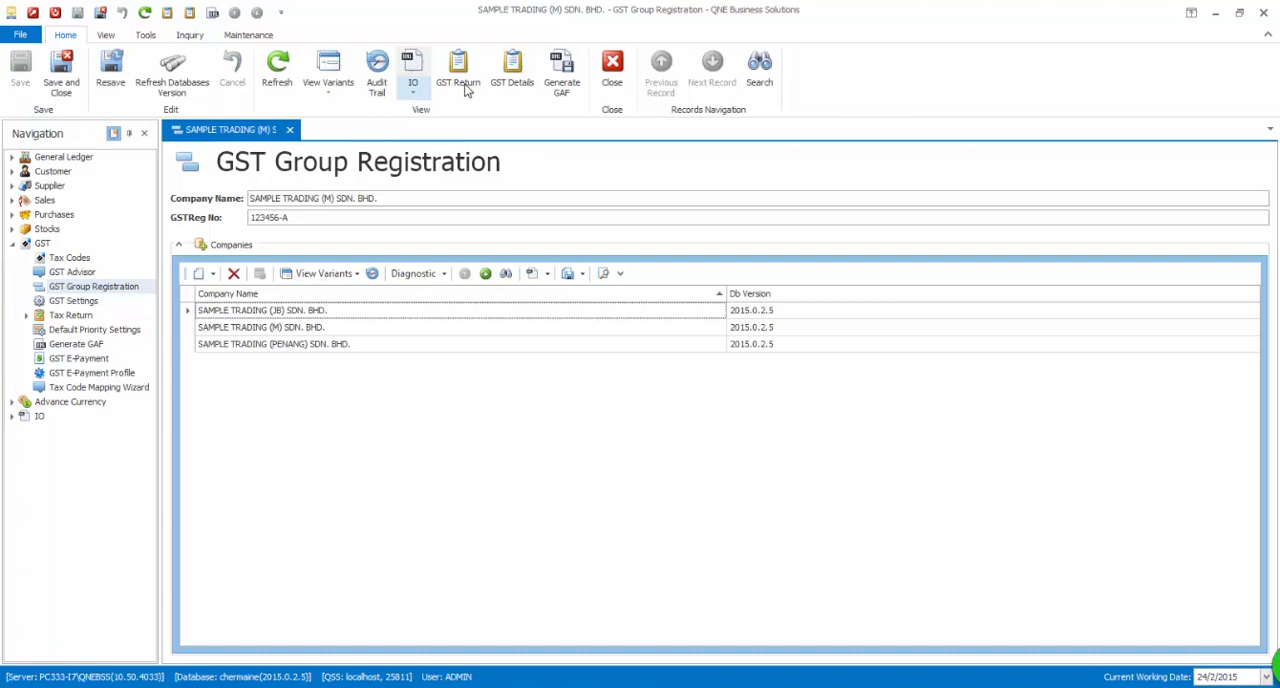 SAMPLE TRADING (M) SDN. BHD. - GST Group Registration - QNE Business Solutions
File Home View Tools Inquiry Maintenance
Save Save and Close Resave Refresh Databases Version Cancel Refresh View Variants Audit Trail IO GST Return GST Details Generate GAF Close Previous Record Next Record Search
Save Edit View Close Records Navigation
Navigation
General Ledger
Customer
Supplier
Sales
Purchases
Stocks
GST
Tax Codes
GST Advisor
GST Group Registration
GST Settings
Tax Return
Default Priority Settings
Generate GAF
GST E-Payment
GST E-Payment Profile
Tax Code Mapping Wizard
Advance Currency
IO
SAMPLE TRADING (M) S
GST Group Registration
Company Name: SAMPLE TRADING (M) SDN. BHD.
GSTReg No: 123456-A
Companies
View Variants Diagnostic
Company Name Db Version
SAMPLE TRADING (JB) SDN. BHD. 2015.0.2.5
SAMPLE TRADING (M) SDN. BHD. 2015.0.2.5
SAMPLE TRADING (PENANG) SDN. BHD. 2015.0.2.5
[Server: PC333-I7\QNEBSS(10.50.4033)] [Database: chermaine(2015.0.2.5)] [QSS: localhost, 25811] User: ADMIN Current Working Date: 24/2/2015